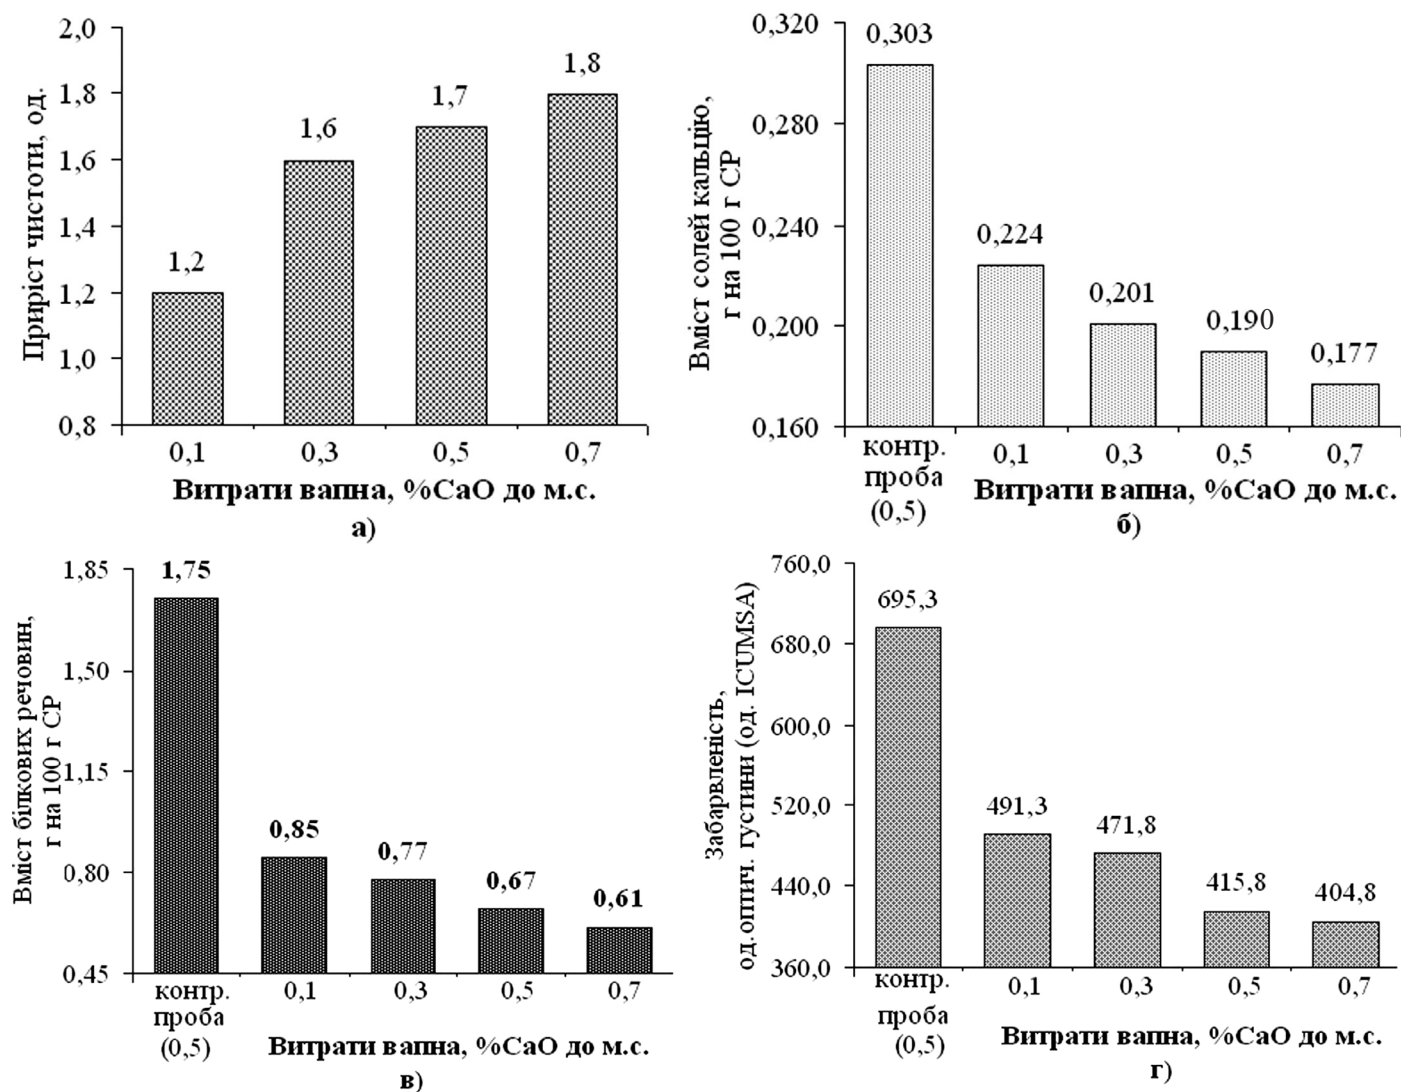 Приріст чистоти, од.
2,0
1,8
1,6
1,4
1,2
1,0
0,8
1,2
1,6
1,7
1,8
0,1
0,3
0,5
0,7
Витрати вапна, %CaO до м.с.
а)
Вміст солей кальцію,
г на 100 г СР
0,320
0,280
0,240
0,200
0,160
0,303
0,224
0,201
0,190
0,177
контр.
проба
(0,5)
0,1
0,3
0,5
0,7
Витрати вапна, %CaO до м.с.
б)
Вміст білкових речовин,
г на 100 г СР
1,85
1,50
1,15
0,80
0,45
1,75
0,85
0,77
0,67
0,61
контр.
проба
(0,5)
0,1
0,3
0,5
0,7
Витрати вапна, %CaO до м.с.
в)
Забарвленість,
од.оптич. густини (од. ICUMSA)
760,0
680,0
600,0
520,0
440,0
360,0
695,3
491,3
471,8
415,8
404,8
контр.
проба
(0,5)
0,1
0,3
0,5
0,7
Витрати вапна, %CaO до м.с.
г)